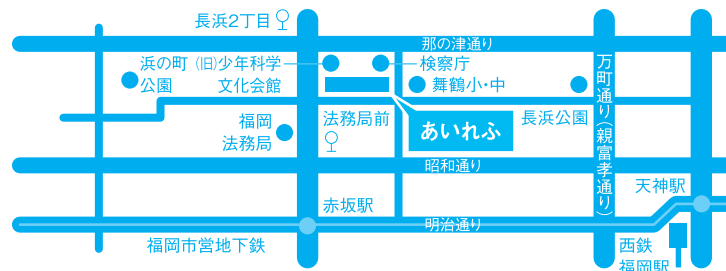 長浜2丁目
那の津通り
浜の町
公園
(旧)少年科学
文化会館
検察庁
舞鶴小・中
万町通り(親富孝通り)
福岡
法務局
法務局前
あいれふ
長浜公園
昭和通り
天神駅
赤坂駅
明治通り
福岡市営地下鉄
西鉄
福岡駅